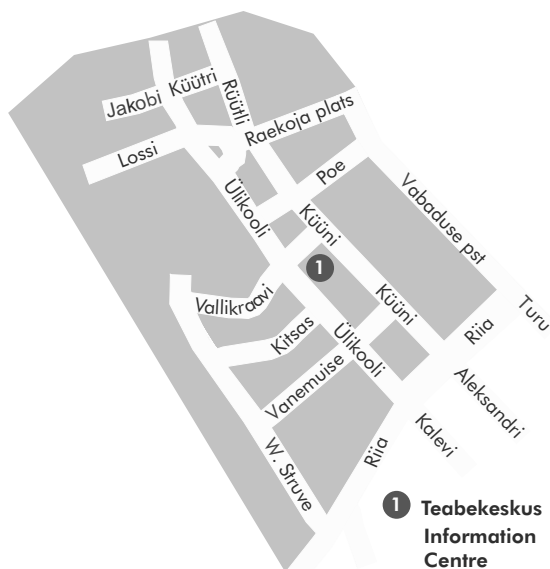 Jakobi
Küütri
Rüütli
Raekoja plats
Lossi
Ülikooli
Poe
Vabaduse pst
Küüni
1
Vallikraavi
Küüni
Turu
Kitsas
Ülikooli
Riia
Vanemuise
Aleksandri
Kalevi
Riia
W. Struve
1 Teabekeskus
Information
Centre